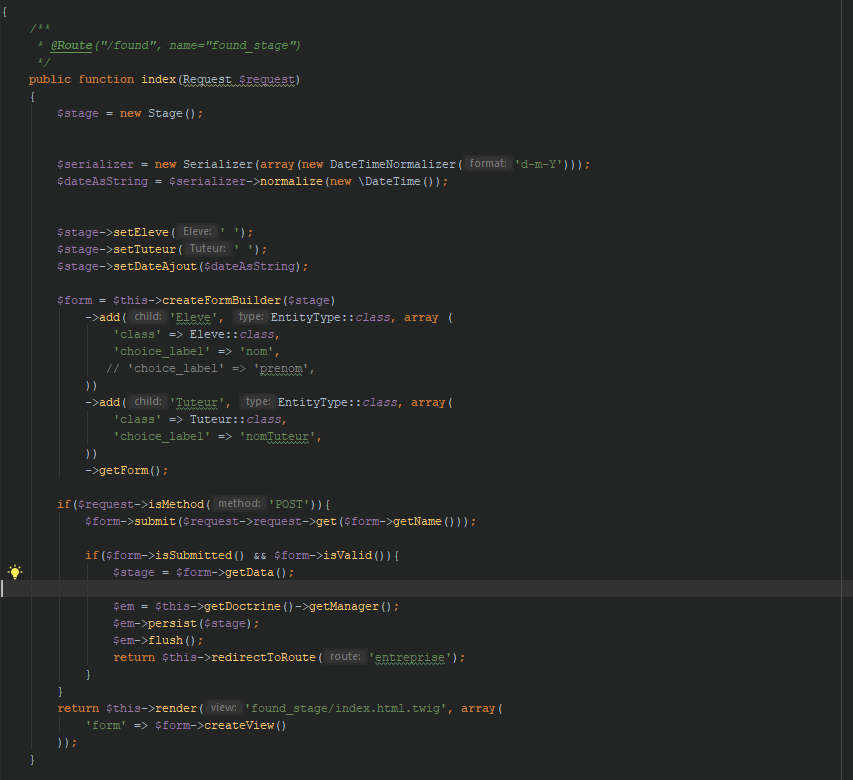 {
/**
* @Route("/found", name="found_stage")
*/
public function index(Request $request)
{
$stage = new Stage();
$serializer = new Serializer(array(new DateTimeNormalizer( format: 'd-m-Y')));
$dateAsString = $serializer->normalize(new \DateTime());
$stage->setEleve( Eleve: ' ');
$stage->setTuteur( Tuteur: ' ');
$stage->setDateAjout($dateAsString);
$form = $this->createFormBuilder($stage)
->add( child: 'Eleve', type: EntityType::class, array (
'class' => Eleve::class,
'choice_label' => 'nom',
// 'choice_label' => 'prenom',
))
->add( child: 'Tuteur', type: EntityType::class, array(
'class' => Tuteur::class,
'choice_label' => 'nomTuteur',
))
->getForm();
if($request->isMethod( method: 'POST')){
$form->submit($request->request->get($form->getName()));
if($form->isSubmitted() && $form->isValid()){
$stage = $form->getData();
$em = $this->getDoctrine()->getManager();
$em->persist($stage);
$em->flush();
return $this->redirectToRoute( route: 'entreprise');
}
}
return $this->render( view: 'found_stage/index.html.twig', array(
'form' => $form->createView()
));
}